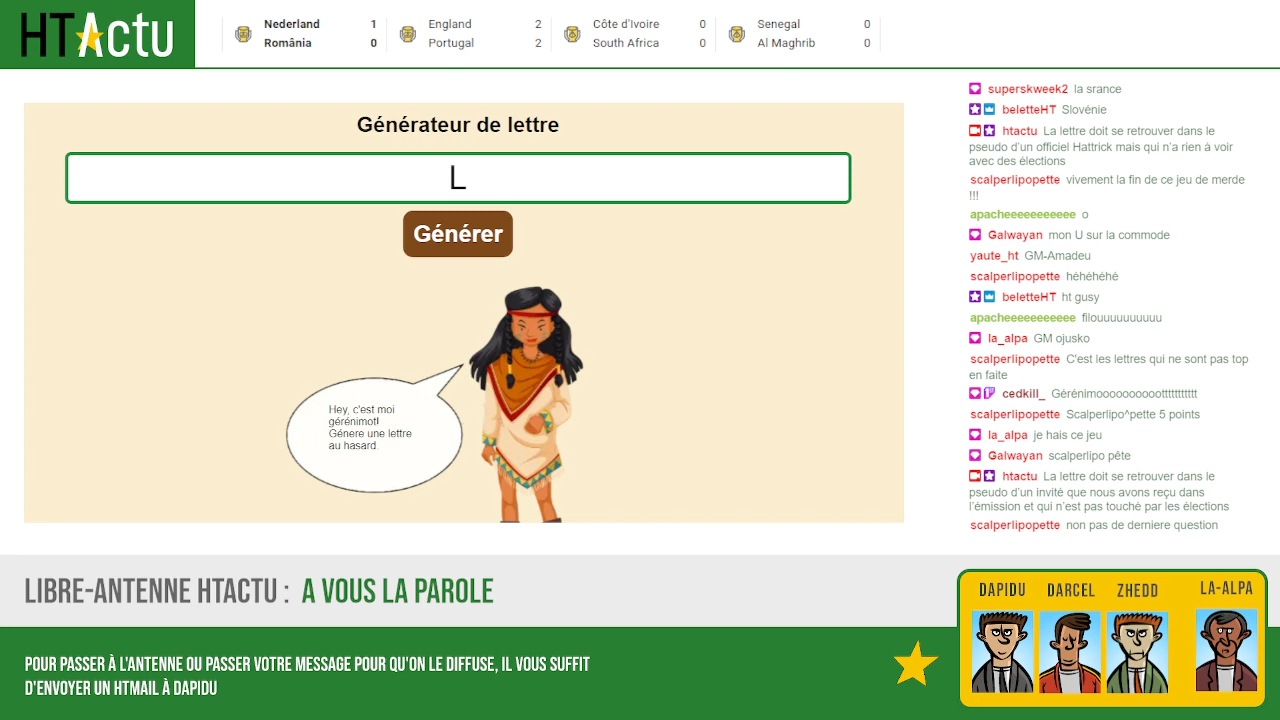 HTActu
Nederland 1
România 0
England 2
Portugal 2
Côte d'Ivoire 0
South Africa 0
Senegal 0
Al Maghrib 0
Générateur de lettre
L
Générer
Hey, c'est moi
gérénimot!
Génere une lettre
au hasard.
superskweek2 la srance
beletteHT Slovénie
htactu La lettre doit se retrouver dans le
pseudo d'un officiel Hattrick mais qui n'a rien à voir
avec des élections
scalperlipopette vivement la fin de ce jeu de merde
!!!
apacheeeeeeeeeee o
Galwayan mon U sur la commode
yaute_ht GM-Amadeu
scalperlipopette héhéhéhé
beletteHT ht gusy
apacheeeeeeeeeee filouuuuuuuuuu
la_alpa GM ojusko
scalperlipopette C'est les lettres qui ne sont pas top
en faite
cedkill_ Gérénimoooooooooottttttttttt
scalperlipopette Scalperlipo^pette 5 points
la_alpa je hais ce jeu
Galwayan scalperlipo pête
htactu La lettre doit se retrouver dans le
pseudo d'un invité que nous avons reçu dans
l'émission et qui n'est pas touché par les élections
scalperlipopette non pas de derniere question
LIBRE-ANTENNE HTACTU : A VOUS LA PAROLE
DAPIDU DARCEL ZHEDD LA-ALPA
POUR PASSER À L'ANTENNE OU PASSER VOTRE MESSAGE POUR QU'ON LE DIFFUSE, IL VOUS SUFFIT
D'ENVOYER UN HTMAIL À DAPIDU